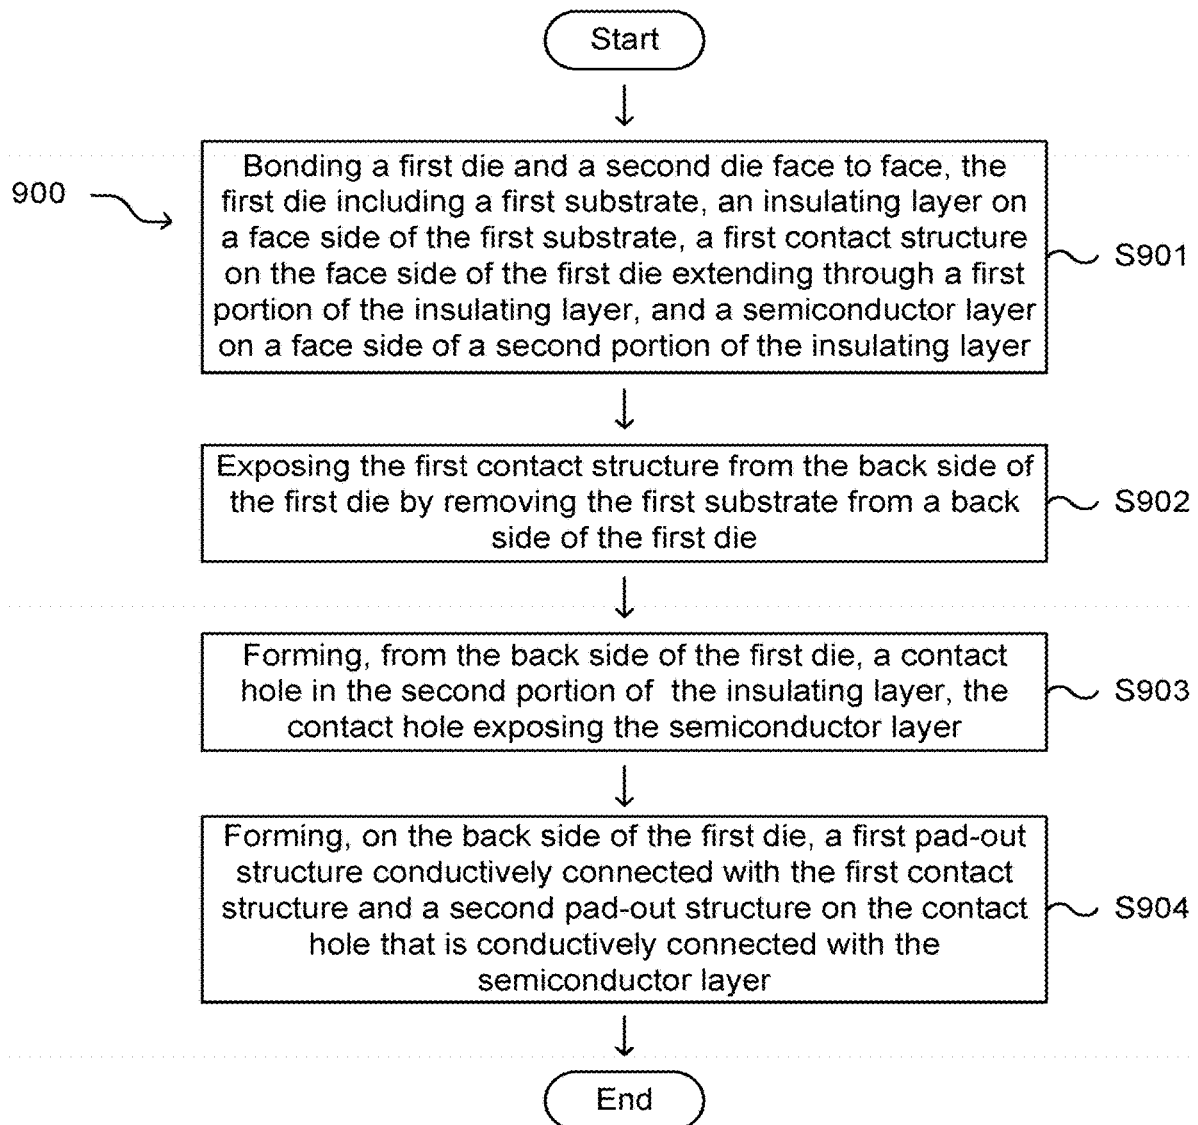 Start
900
Bonding a first die and a second die face to face, the
first die including a first substrate, an insulating layer on
a face side of the first substrate, a first contact structure
on the face side of the first die extending through a first
portion of the insulating layer, and a semiconductor layer
on a face side of a second portion of the insulating layer
S901
Exposing the first contact structure from the back side of
the first die by removing the first substrate from a back
side of the first die
S902
Forming, from the back side of the first die, a contact
hole in the second portion of the insulating layer, the
contact hole exposing the semiconductor layer
S903
Forming, on the back side of the first die, a first pad-out
structure conductively connected with the first contact
structure and a second pad-out structure on the contact
hole that is conductively connected with the
semiconductor layer
S904
End